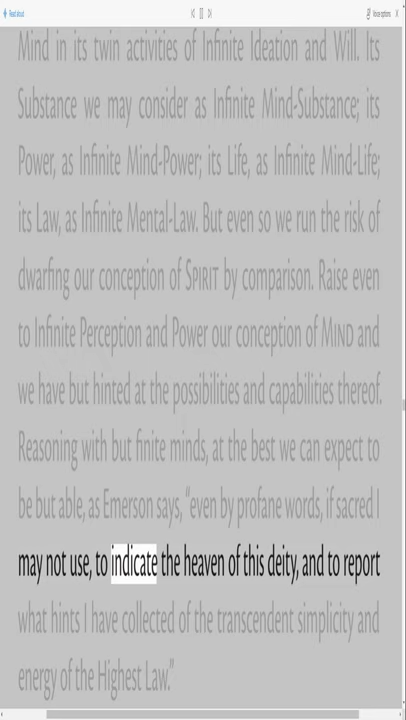 Read aloud
Voice options
Mind in its twin activities of Infinite Ideation and Will. Its
Substance we may consider as Infinite Mind-Substance; its
Power, as Infinite Mind-Power; its Life, as Infinite Mind-Life;
its Law, as Infinite Mental-Law. But even so we run the risk of
dwarfing our conception of SPIRIT by comparison. Raise even
to Infinite Perception and Power our conception of MIND and
we have but hinted at the possibilities and capabilities thereof.
Reasoning with but finite minds, at the best we can expect to
be but able, as Emerson says, “even by profane words, if sacred I
may not use, to indicate the heaven of this deity, and to report
what hints I have collected of the transcendent simplicity and
energy of the Highest Law.”